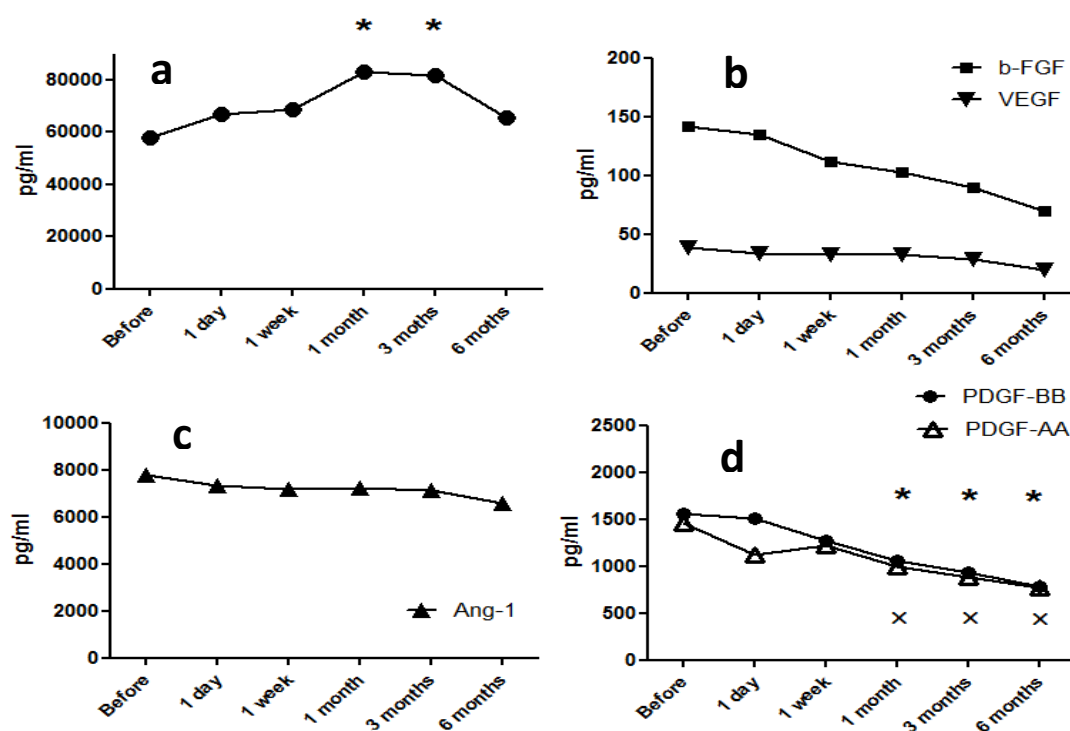 * *
a
80000
60000
40000
20000
0
pg/ml
Before
1 day
1 week
1 month
3 moths
6 moths
b
b-FGF
VEGF
200
150
100
50
0
pg/ml
Before
1 day
1 week
1 month
3 months
6 months
c
10000
8000
6000
4000
2000
0
pg/ml
Ang-1
Before
1 day
1 week
1 month
3 months
6 months
PDGF-BB
PDGF-AA
d
2500
2000
1500
1000
500
0
pg/ml
* * *
× × ×
Before
1 day
1 week
1 month
3 months
6 months